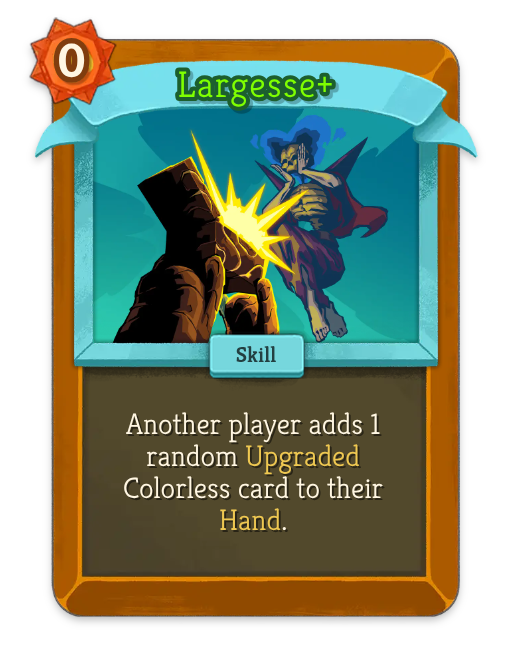 0
Largesse+
Skill
Another player adds 1
random Upgraded
Colorless card to their
Hand.